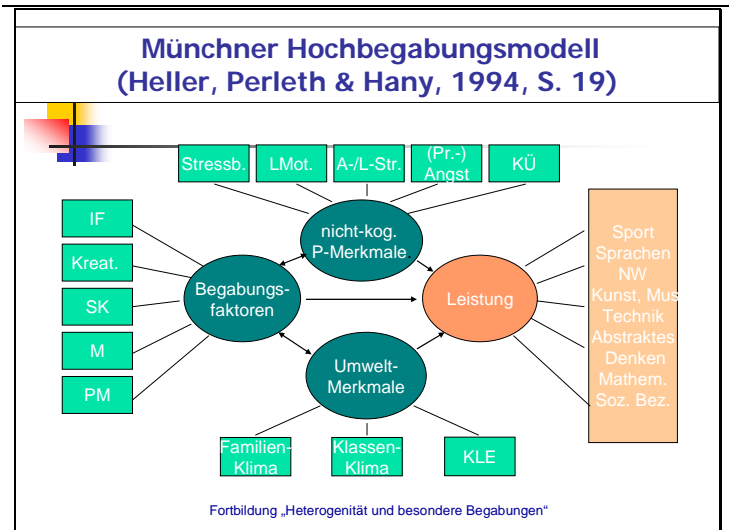 Münchner Hochbegabungsmodell
(Heller, Perleth & Hany, 1994, S. 19)
Stressb.
LMot.
A-/L-Str.
(Pr.-)
Angst
KÜ
IF
Kreat.
SK
M
PM
nicht-kog.
P-Merkmale.
Begabungs-
faktoren
Leistung
Umwelt-
Merkmale
Sport
Sprachen
NW
Kunst, Mus
Technik
Abstraktes
Denken
Mathem.
Soz. Bez.
Familien-
Klima
Klassen-
Klima
KLE
Fortbildung „Heterogenität und besondere Begabungen“